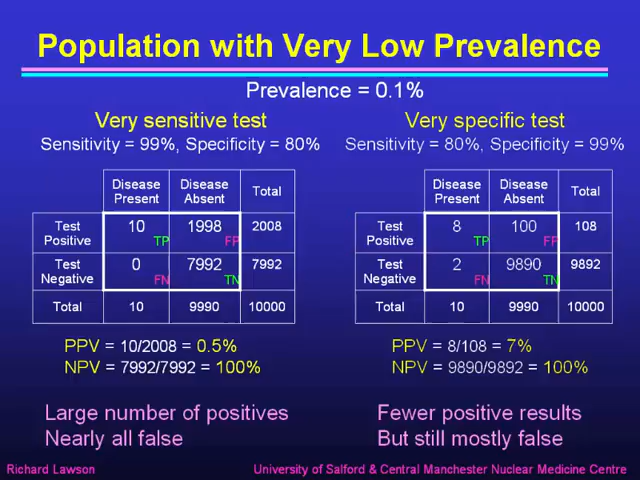 Population with Very Low Prevalence
Prevalence = 0.1%
Very sensitive test
Sensitivity = 99%, Specificity = 80%
Disease Present Disease Absent Total
Test Positive 10 TP 1998 FP 2008
Test Negative 0 FN 7992 TN 7992
Total 10 9990 10000
PPV = 10/2008 = 0.5%
NPV = 7992/7992 = 100%
Large number of positives
Nearly all false
Very specific test
Sensitivity = 80%, Specificity = 99%
Disease Present Disease Absent Total
Test Positive 8 TP 100 FP 108
Test Negative 2 FN 9890 TN 9892
Total 10 9990 10000
PPV = 8/108 = 7%
NPV = 9890/9892 = 100%
Fewer positive results
But still mostly false
Richard Lawson
University of Salford & Central Manchester Nuclear Medicine Centre